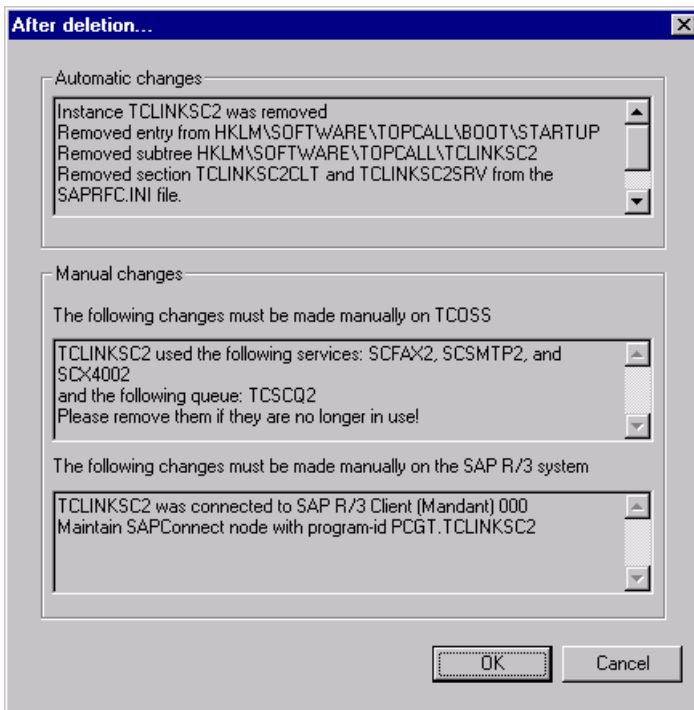 After deletion...
Automatic changes
Instance TCLINKSC2 was removed
Removed entry from HKLM\SOFTWARE\TOPCALL\BOOT\STARTUP
Removed subtree HKLM\SOFTWARE\TOPCALL\TCLINKSC2
Removed section TCLINKSC2CLT and TCLINKSC2SRV from the
SAPRFC.INI file.
Manual changes
The following changes must be made manually on TCOSS
TCLINKSC2 used the following services: SCFAX2, SCSMTP2, and
SCX4002
and the following queue: TCSCQ2
Please remove them if they are no longer in use!
The following changes must be made manually on the SAP R/3 system
TCLINKSC2 was connected to SAP R/3 Client (Mandant) 000
Maintain SAPConnect node with program-id PCGT.TCLINKSC2
OK
Cancel